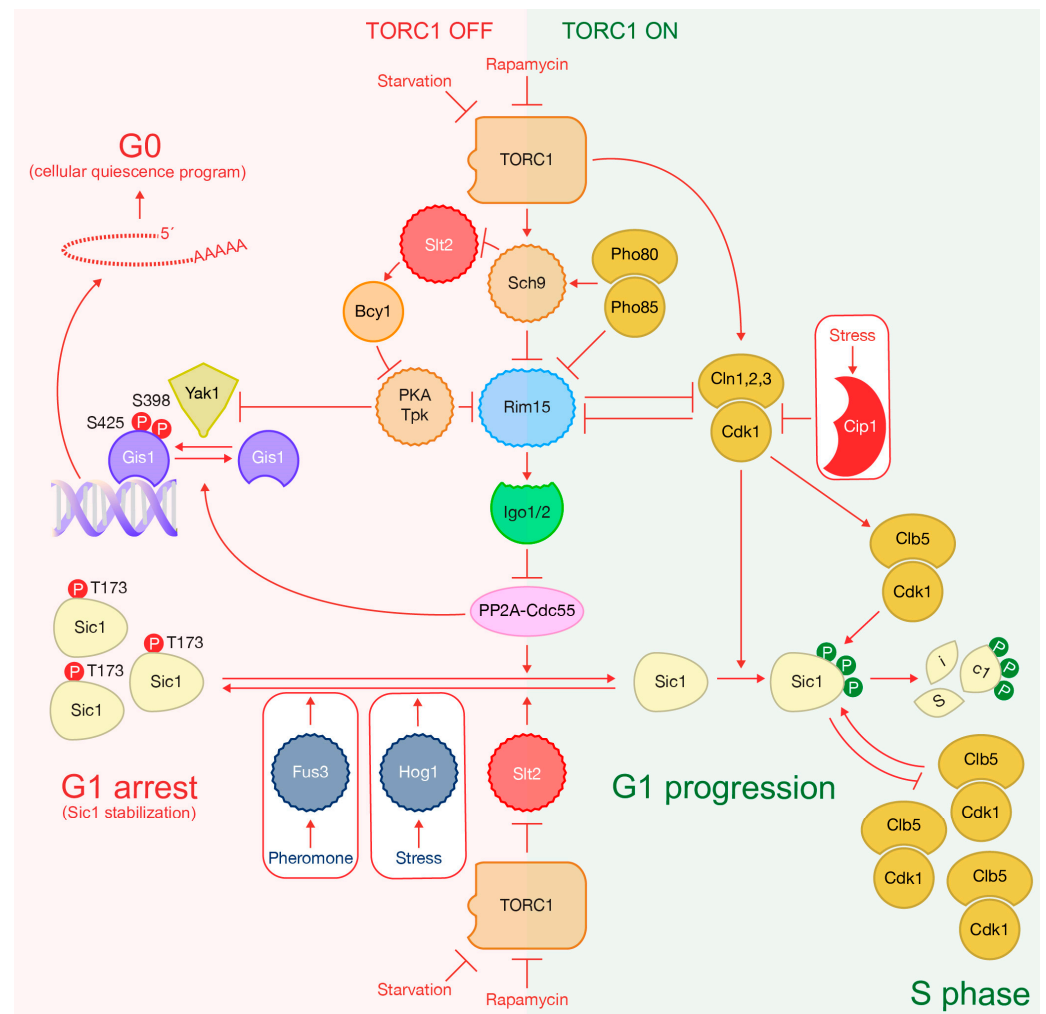 TORC1 OFF
TORC1 ON
Rapamycin
Starvation
TORC1
G0
(cellular quiescence program)
5´
AAAAA
Slt2
Sch9
Pho80
Pho85
Bcy1
Stress
Cip1
Cln1,2,3
Cdk1
Yak1
PKA
Tpk
Rim15
S398
S425
P
P
Gis1
Gis1
Igo1/2
Clb5
Cdk1
PP2A-Cdc55
P T173
Sic1
P T173
Sic1
P T173
Sic1
Sic1
Sic1
P
P
P
i
S
c1
P
P
P
Fus3
Hog1
Slt2
G1 arrest
(Sic1 stabilization)
G1 progression
Clb5
Cdk1
Clb5
Cdk1
Clb5
Cdk1
Pheromone
Stress
TORC1
Starvation
Rapamycin
S phase